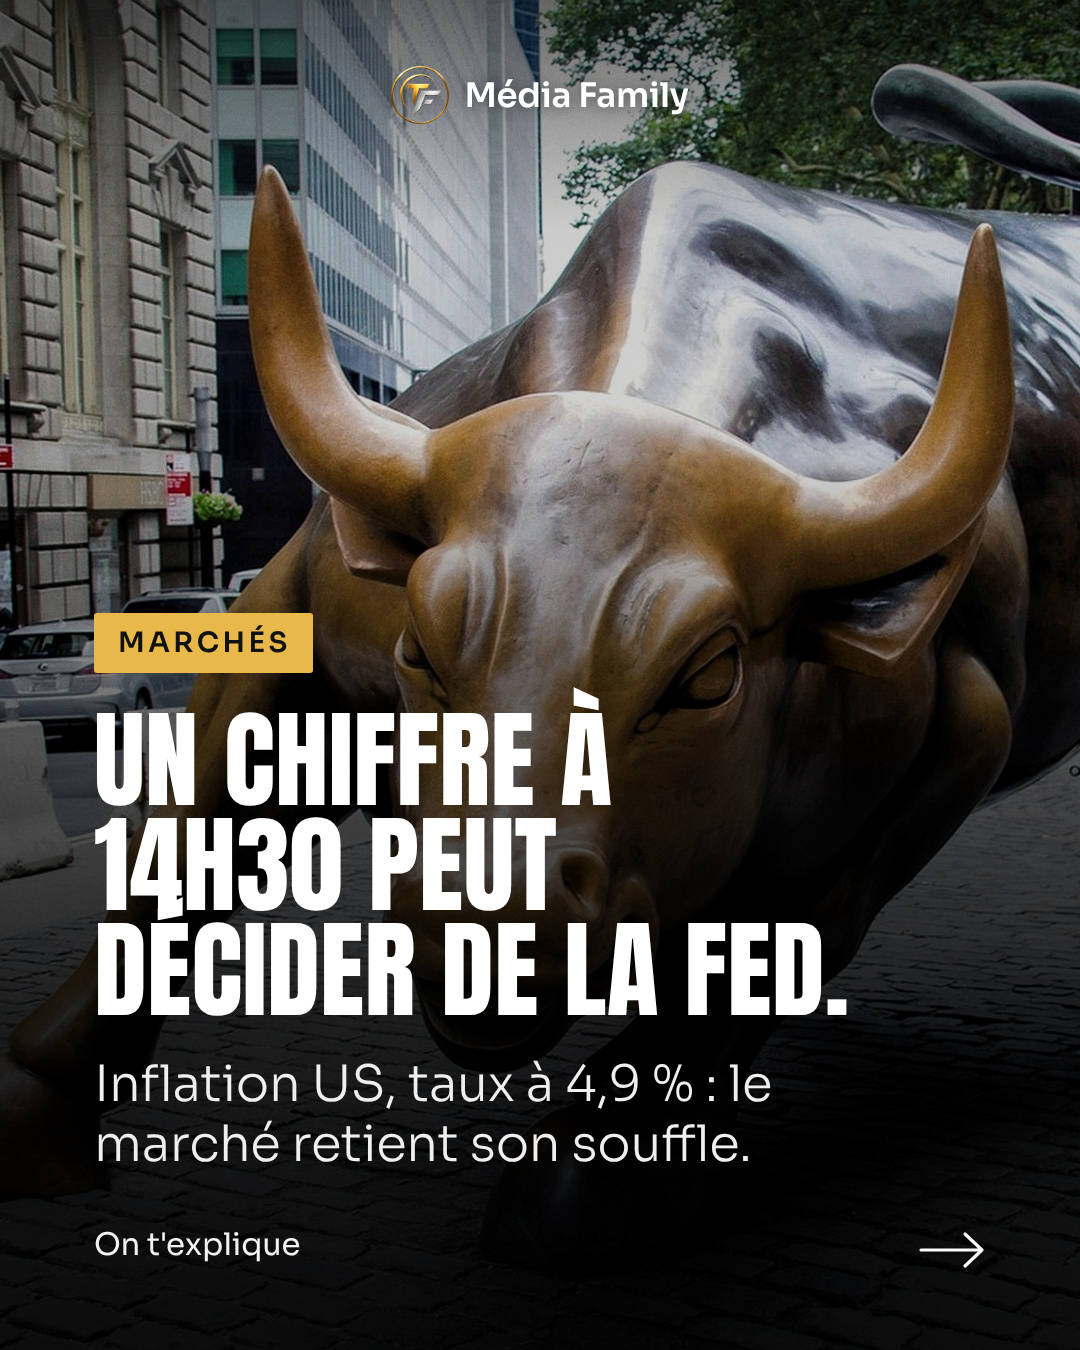 Média Family
MARCHÉS
UN CHIFFRE À
14H30 PEUT
DÉCIDER DE LA FED.
Inflation US, taux à 4,9 % : le
marché retient son souffle.
On t'explique